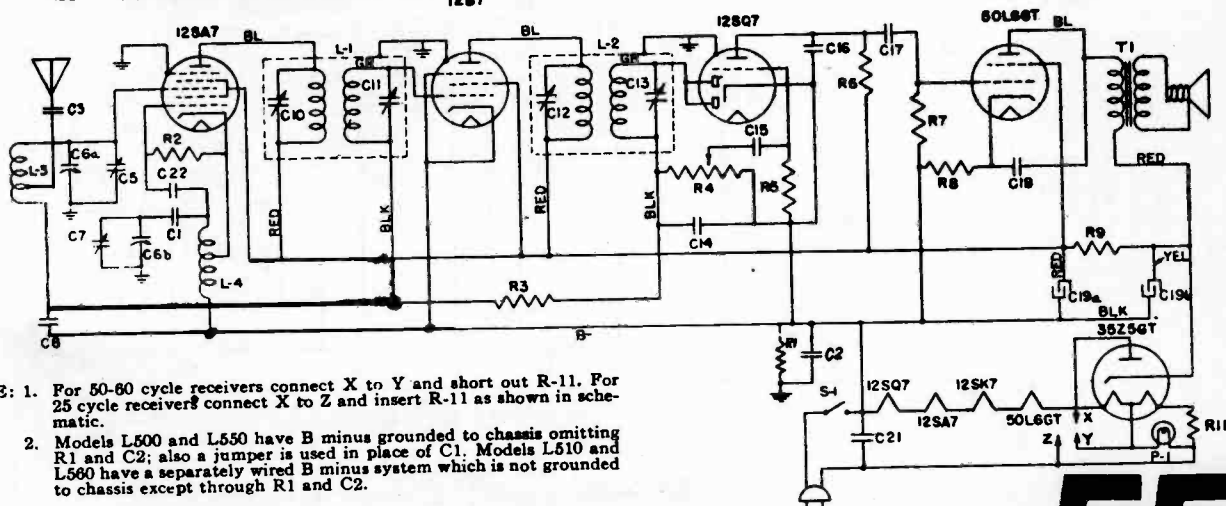 12SA7
12SQ7
50L6GT
BL
L-1
BL
L-2
C16
C17
BL
T1
GR
GR
R6
C3
C11
C13
C10
C12
C15
R7
R2
C6a
C5
L-3
C22
R4
R5
R8
C18
RED
C7
C1
C6b
RED
BLK
RED
BLK
C14
R9
L-4
RED
YEL
C19a
R3
BLK
C8
B-
35Z5GT
C2
S-1
12SQ7
12SK7
12SA7
50L6GT
X
R11
C21
Z
Y
P-1
E: 1. For 50-60 cycle receivers connect X to Y and short out R-11. For
25 cycle receivers connect X to Z and insert R-11 as shown in sche-
matic.
2. Models L500 and L550 have B minus grounded to chassis omitting
R1 and C2; also a jumper is used in place of C1. Models L510 and
L560 have a separately wired B minus system which is not grounded
to chassis except through R1 and C2.